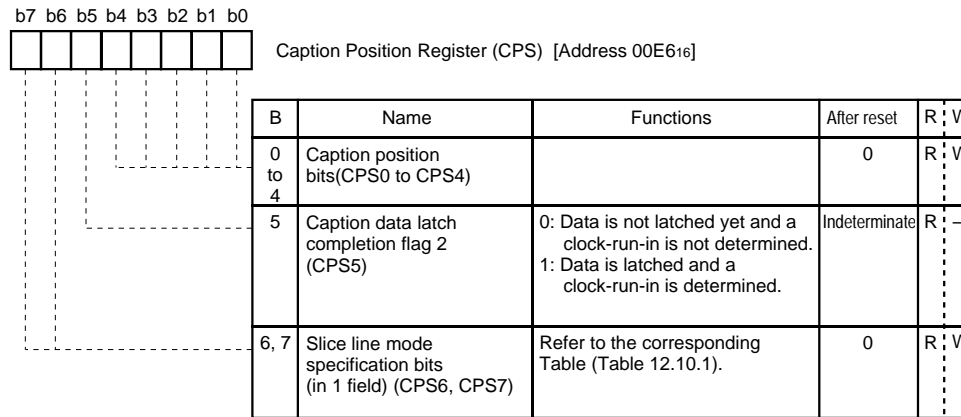 b7 b6 b5 b4 b3 b2 b1 b0
Caption Position Register (CPS) [Address 00E616]
B Name Functions After reset R W
0 to 4 Caption position bits(CPS0 to CPS4) 0 R W
5 Caption data latch completion flag 2 (CPS5) 0: Data is not latched yet and a clock-run-in is not determined. 1: Data is latched and a clock-run-in is determined. Indeterminate R –
6, 7 Slice line mode specification bits (in 1 field) (CPS6, CPS7) Refer to the corresponding Table (Table 12.10.1). 0 R W